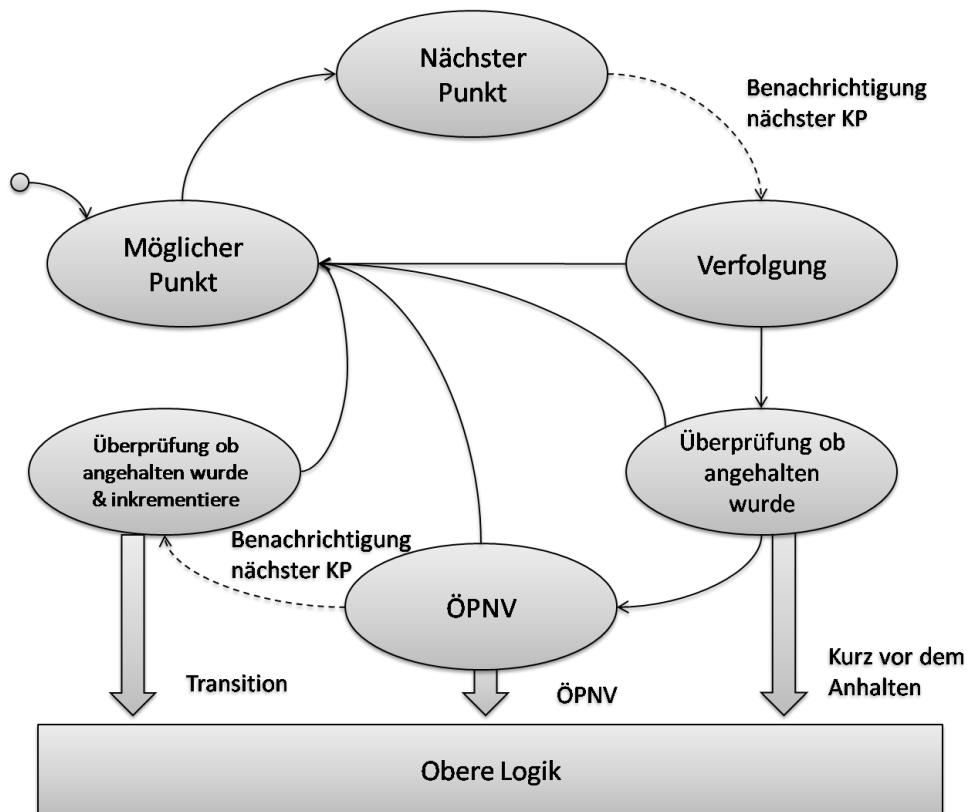 Nächster
Punkt
Benachrichtigung
nächster KP
Möglicher
Punkt
Verfolgung
Überprüfung ob
angehalten wurde
& inkrementiere
Überprüfung ob
angehalten
wurde
Benachrichtigung
nächster KP
ÖPNV
Transition
ÖPNV
Kurz vor dem
Anhalten
Obere Logik